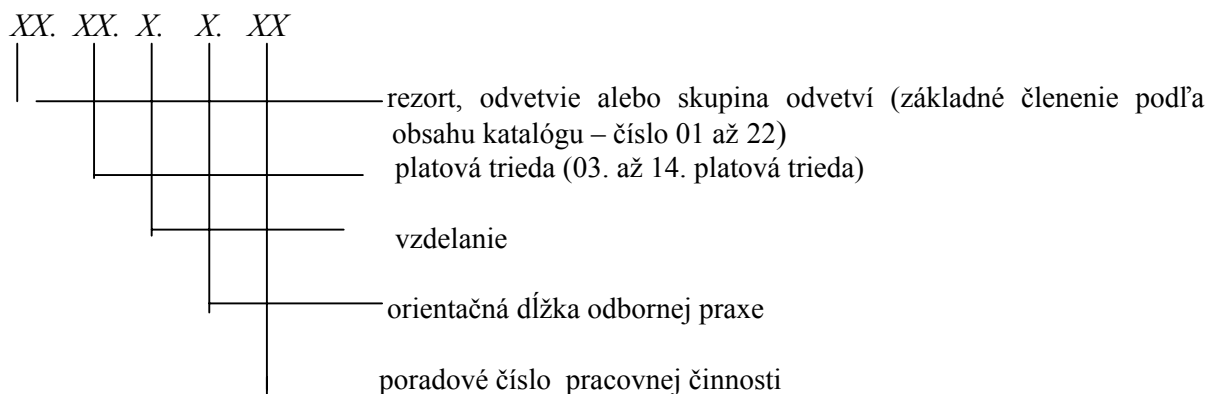 XX. XX. X. X. XX
rezort, odvetvie alebo skupina odvetví (základné členenie podľa
obsahu katalógu – číslo 01 až 22)
platová trieda (03. až 14. platová trieda)
vzdelanie
orientačná dĺžka odbornej praxe
poradové číslo pracovnej činnosti